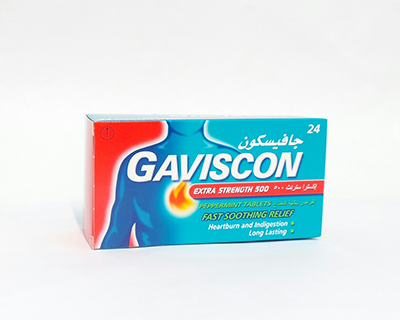 24
جافيسكون
GAVISCON
EXTRA STRENGTH 500 إكسترا سترنث ٥٠٠
PEPPERMINT TABLETS
FAST SOOTHING RELIEF
Heartburn and Indigestion
Long Lasting